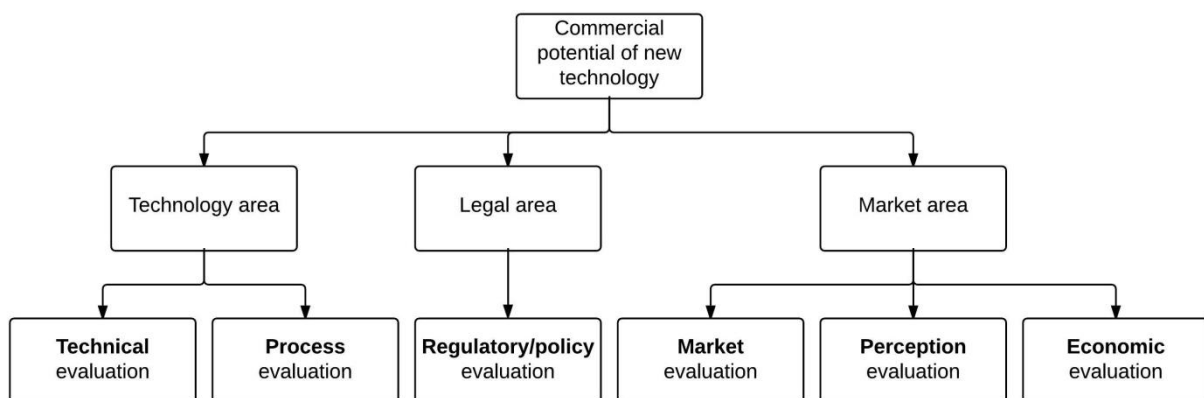 Commercial
potential of new
technology
Technology area
Legal area
Market area
Technical
evaluation
Process
evaluation
Regulatory/policy
evaluation
Market
evaluation
Perception
evaluation
Economic
evaluation